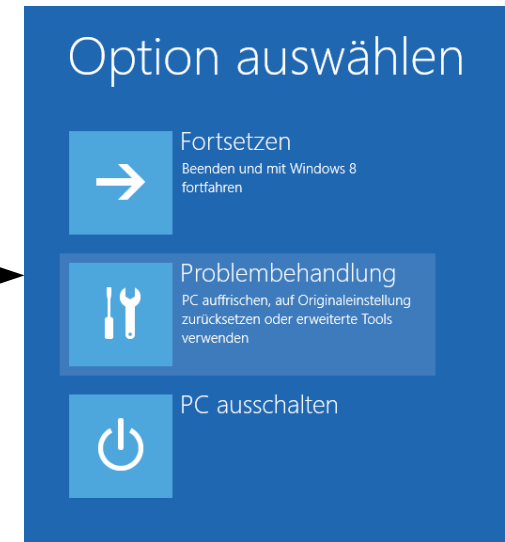 Option auswählen
Fortsetzen
Beenden und mit Windows 8
fortfahren
Problembehandlung
PC auffrischen, auf Originaleinstellung
zurücksetzen oder erweiterte Tools
verwenden
PC ausschalten